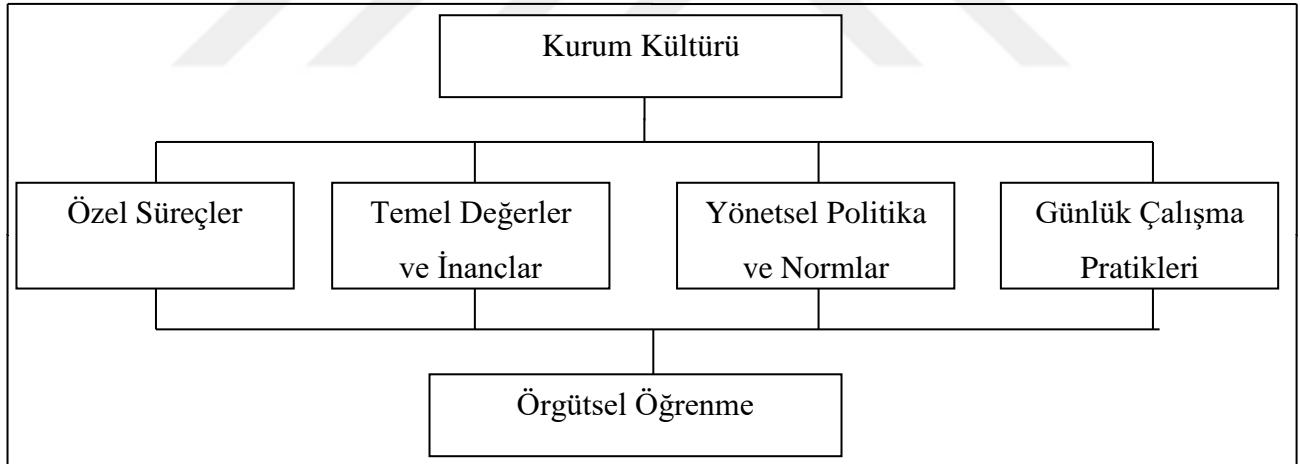 Kurum Kültürü
Özel Süreçler
Temel Değerler
ve İnanclar
Yönetsel Politika
ve Normlar
Günlük Çalışma
Pratikleri
Örgütsel Öğrenme